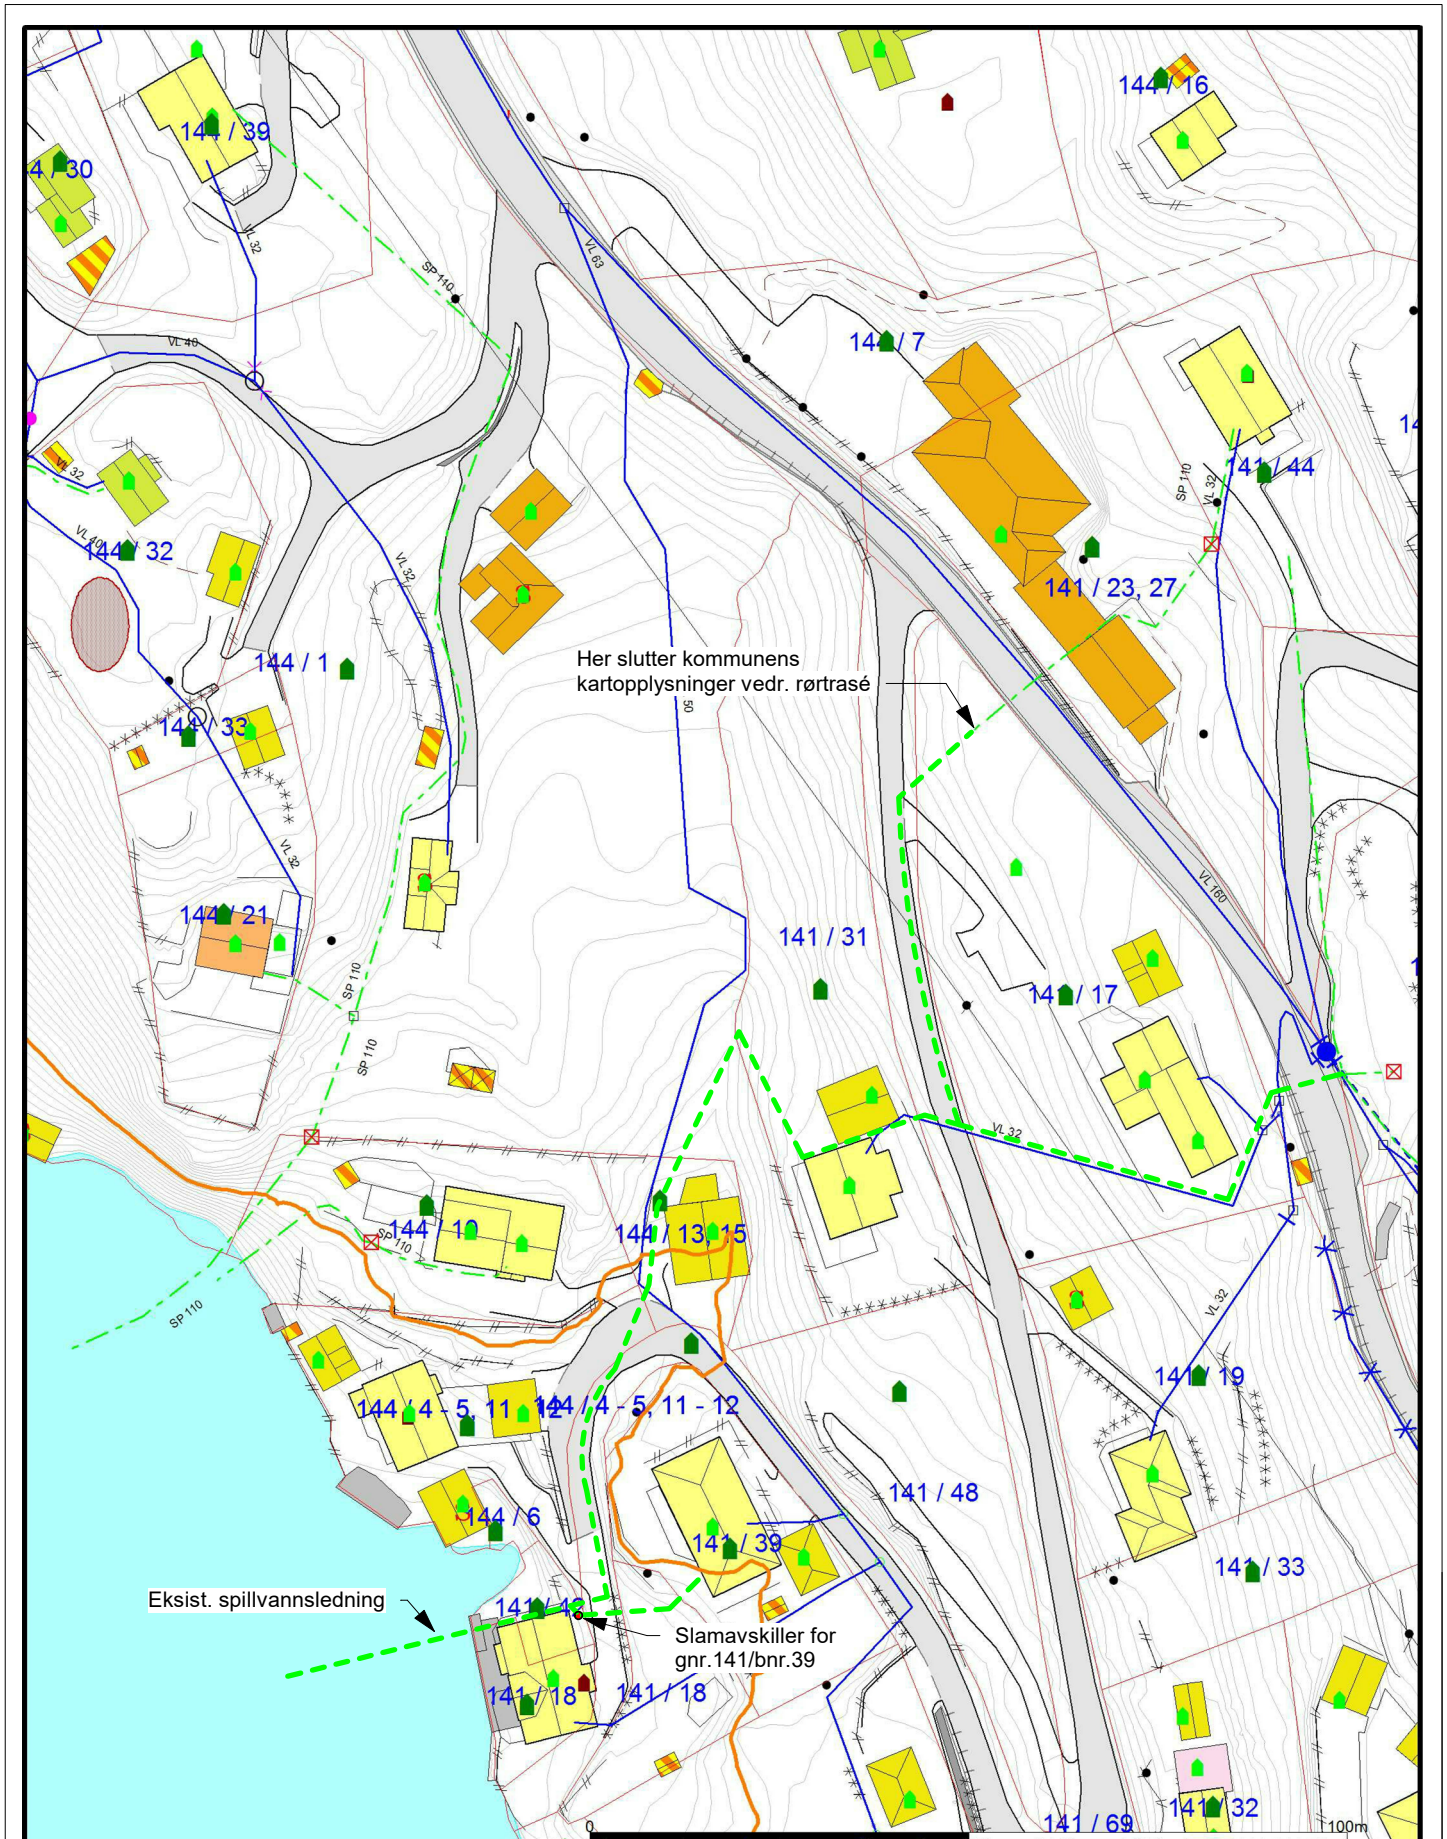 144 / 16
144 / 39
4 / 30
VL 32
VL 63
SP 110
VL 40
144 / 7
14
141 / 44
SP 110
VL 32
VL 32
VL 40
144 / 32
VL 32
141 / 23, 27
Her slutter kommunens
kartopplysninger vedr. rørtrasé
144 / 1
50
144 / 33
VL 32
VL 160
144 / 21
141 / 31
SP 110
141 / 17
1
SP 110
VL 32
144 / 10
SP 110
144 / 13, 15
SP 110
VL 32
141 / 19
144 / 4 - 5, 11 - 12
144 / 4 - 5, 11 - 12
141 / 48
144 / 6
141 / 39
141 / 33
Eksist. spillvannsledning
Slamavskiller for
gnr.141/bnr.39
141 / 18
141 / 18
141 / 32
141 / 69
0
100m